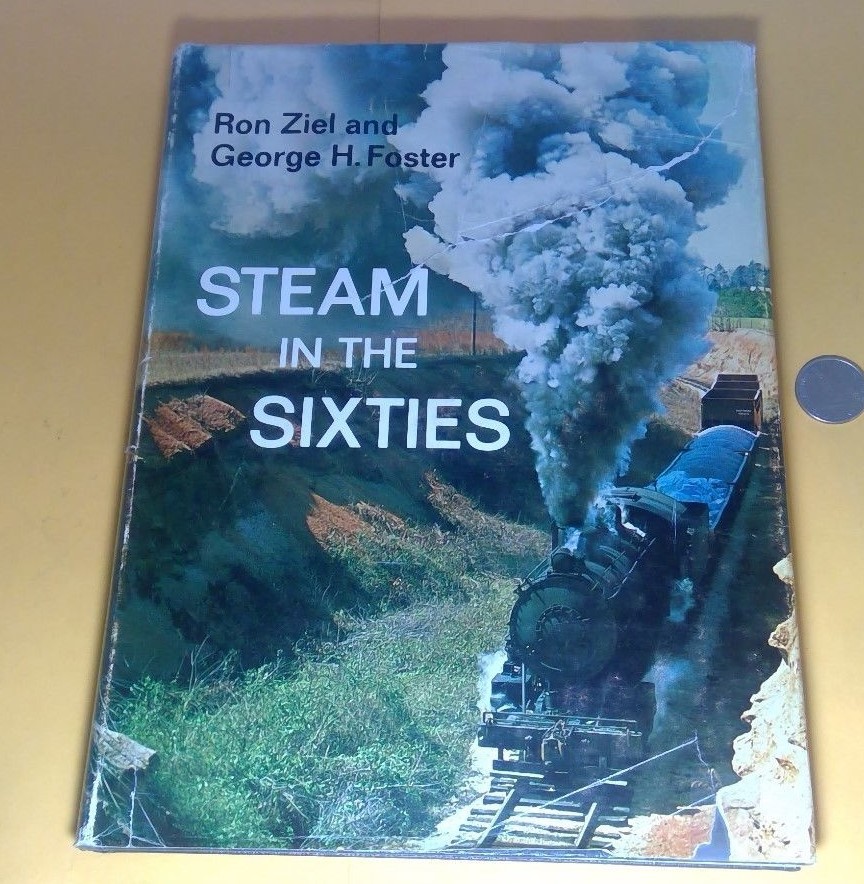 Ron Ziel and
George H. Foster
STEAM
IN THE
SIXTIES